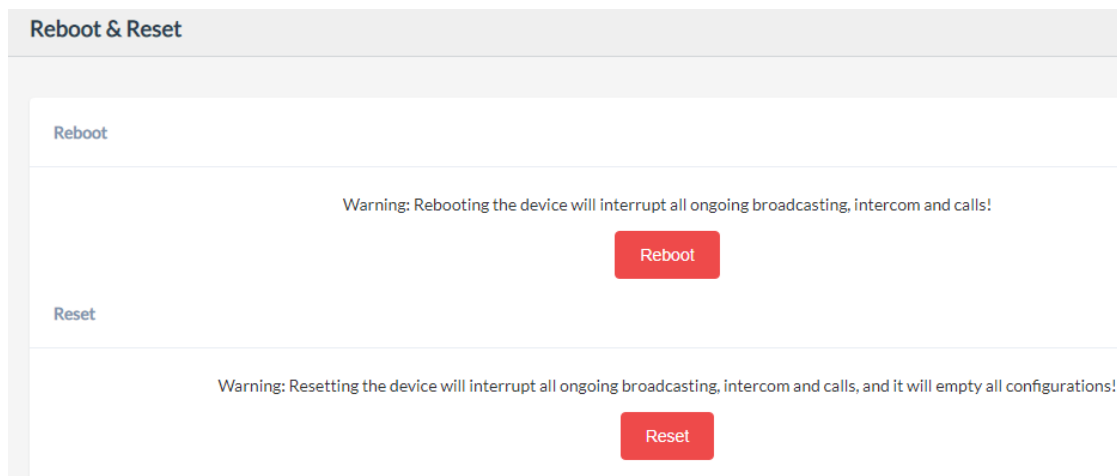 Reboot & Reset
Reboot
Warning: Rebooting the device will interrupt all ongoing broadcasting, intercom and calls!
Reboot
Reset
Warning: Resetting the device will interrupt all ongoing broadcasting, intercom and calls, and it will empty all configurations!
Reset